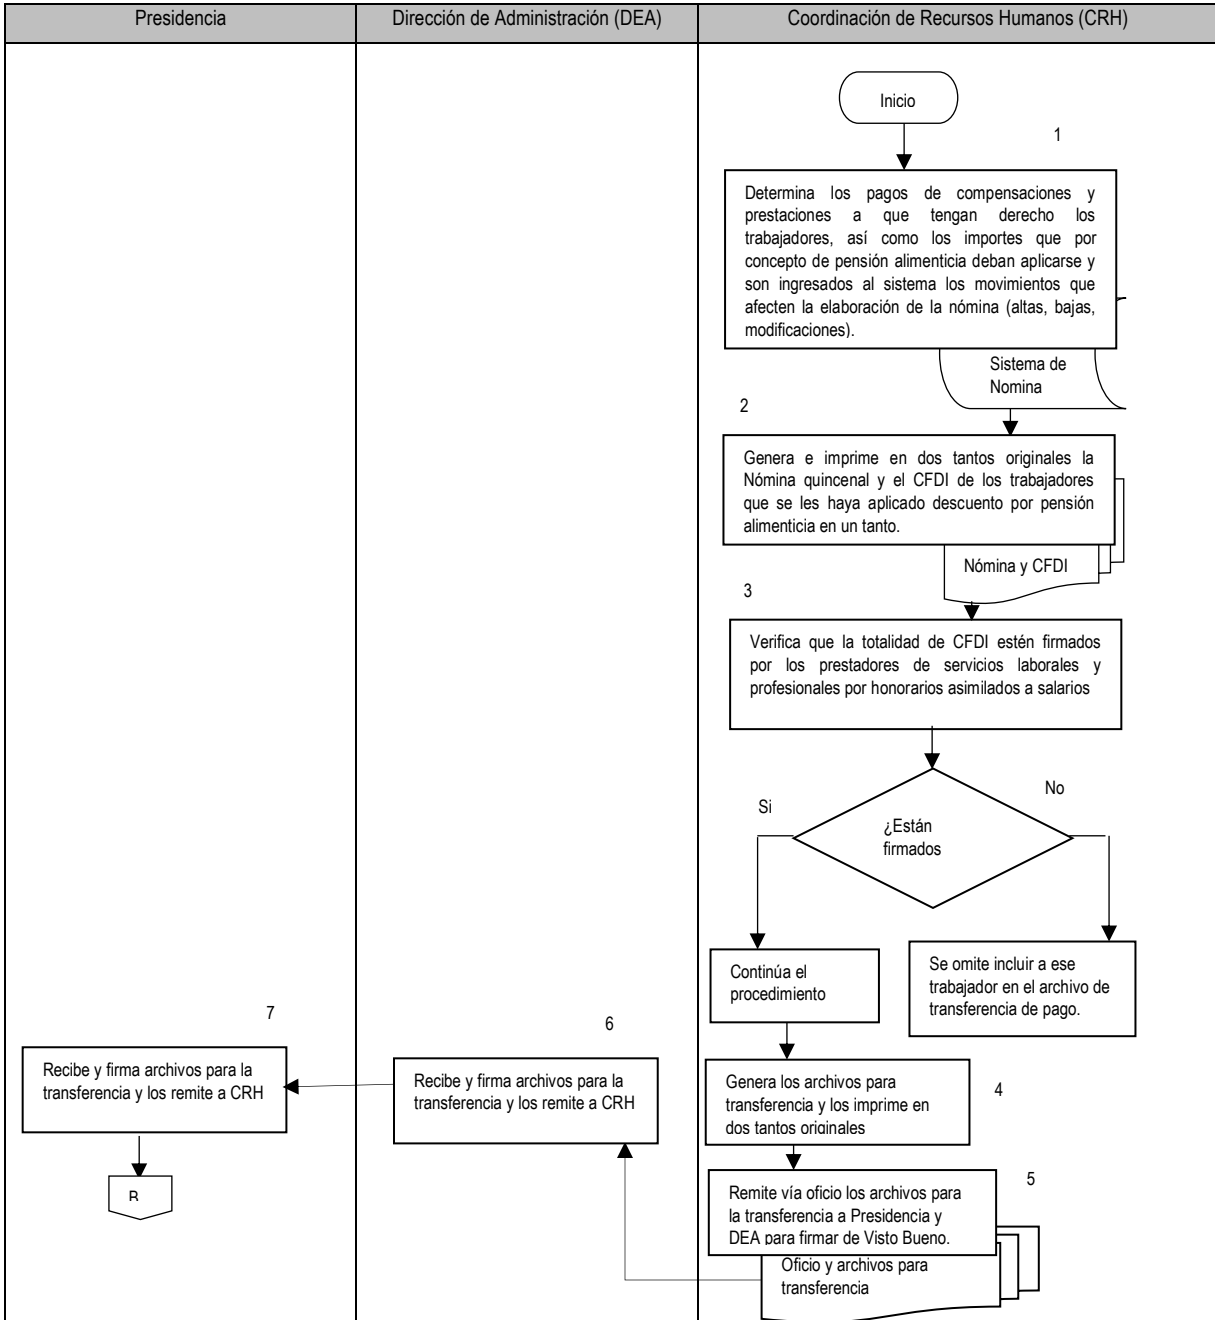 Presidencia
Dirección de Administración (DEA)
Coordinación de Recursos Humanos (CRH)
Inicio
1
Determina los pagos de compensaciones y
prestaciones a que tengan derecho los
trabajadores, así como los importes que por
concepto de pensión alimenticia deban aplicarse y
son ingresados al sistema los movimientos que
afecten la elaboración de la nómina (altas, bajas,
modificaciones).
Sistema de
Nomina
2
Genera e imprime en dos tantos originales la
Nómina quincenal y el CFDI de los trabajadores
que se les haya aplicado descuento por pensión
alimenticia en un tanto.
Nómina y CFDI
3
Verifica que la totalidad de CFDI estén firmados
por los prestadores de servicios laborales y
profesionales por honorarios asimilados a salarios
¿Están
firmados
Si
No
Continúa el
procedimiento
Se omite incluir a ese
trabajador en el archivo de
transferencia de pago.
Genera los archivos para
transferencia y los imprime en
dos tantos originales
4
Remite vía oficio los archivos para
la transferencia a Presidencia y
DEA para firmar de Visto Bueno.
5
Oficio y archivos para
transferencia
6
Recibe y firma archivos para la
transferencia y los remite a CRH
7
Recibe y firma archivos para la
transferencia y los remite a CRH